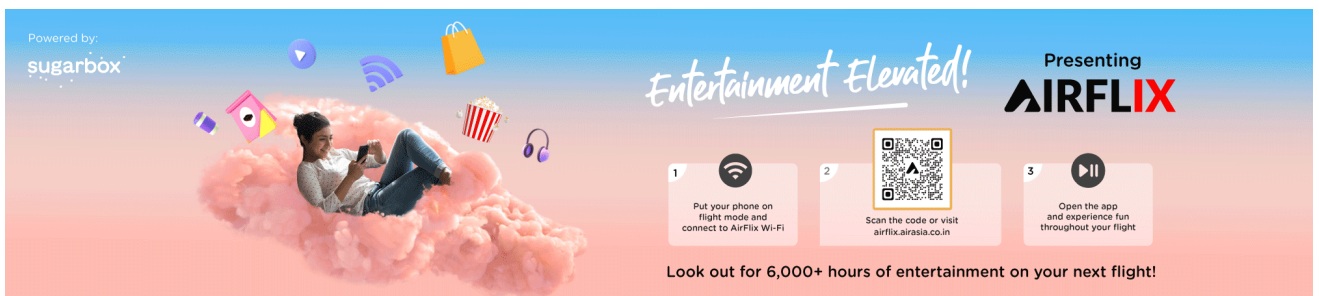 Powered by:
sugarbox
Entertainment Elevated!
Presenting
AIRFLIX
1
Put your phone on
flight mode and
connect to AirFlix Wi-Fi
2
Scan the code or visit
airflix.airasia.co.in
3
Open the app
and experience fun
throughout your flight
Look out for 6,000+ hours of entertainment on your next flight!